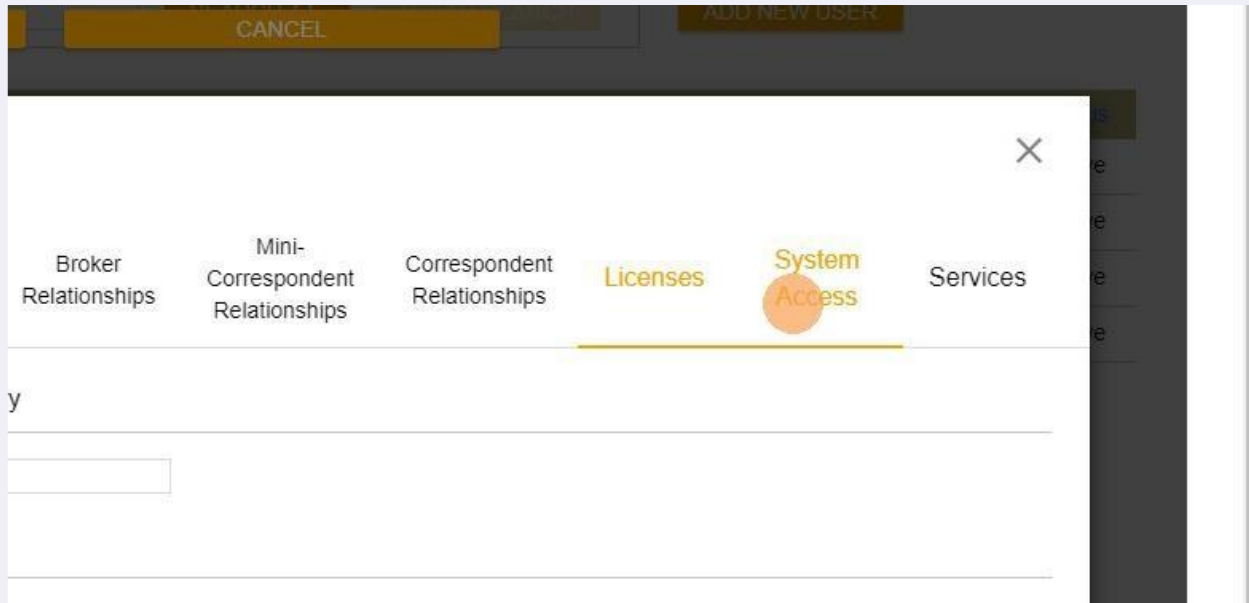 CANCEL
ADD NEW USER
Broker
Relationships
Mini-
Correspondent
Relationships
Correspondent
Relationships
Licenses
System
Access
Services
y